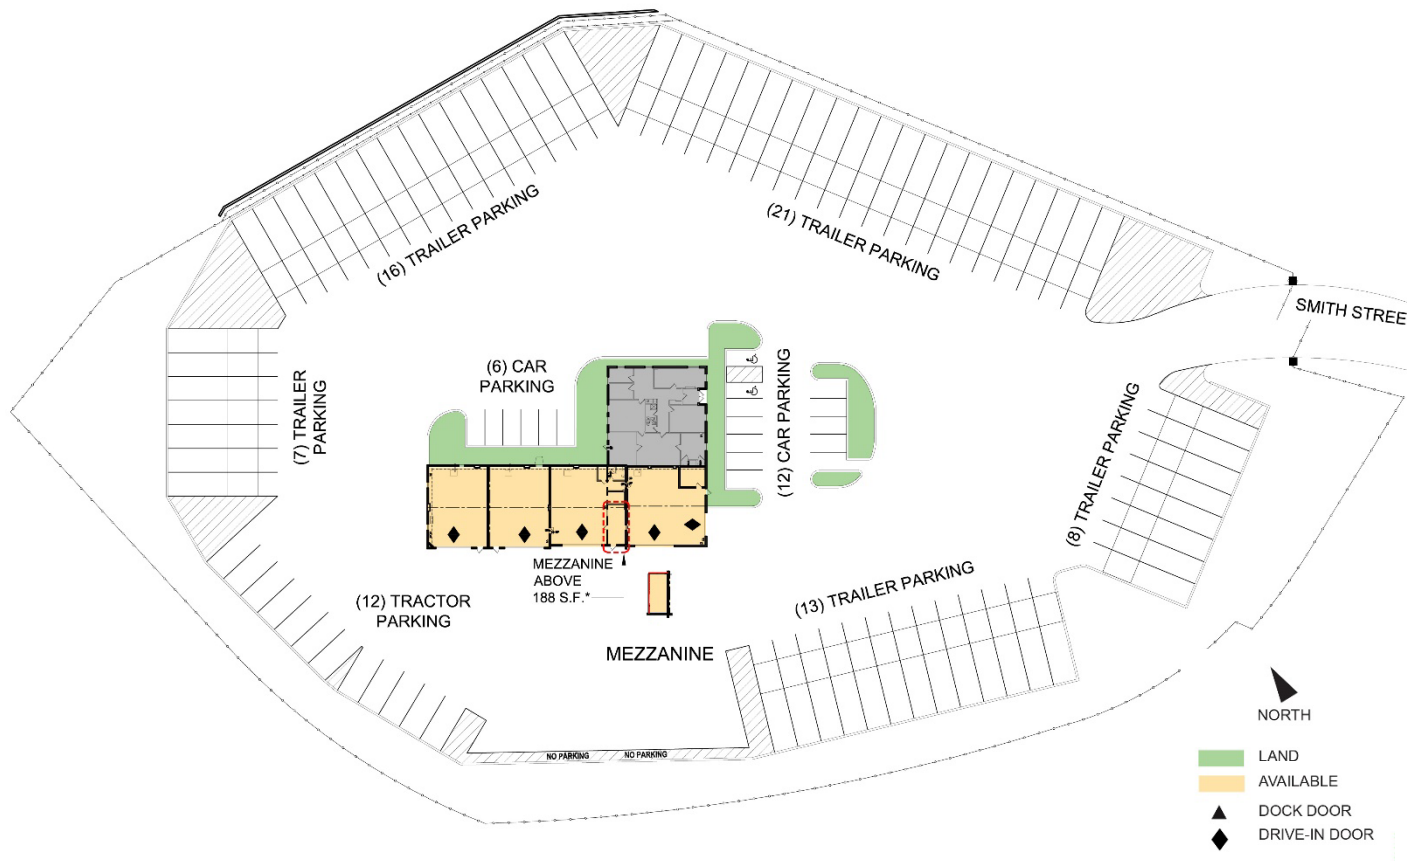 (16) TRAILER PARKING
(21) TRAILER PARKING
SMITH STREE
(6) CAR
PARKING
(12) CAR PARKING
(7) TRAILER
PARKING
(8) TRAILER PARKING
MEZZANINE
ABOVE
188 S.F.*
(12) TRACTOR
PARKING
(13) TRAILER PARKING
MEZZANINE
NO PARKING
NO PARKING
NORTH
LAND
AVAILABLE
DOCK DOOR
DRIVE-IN DOOR